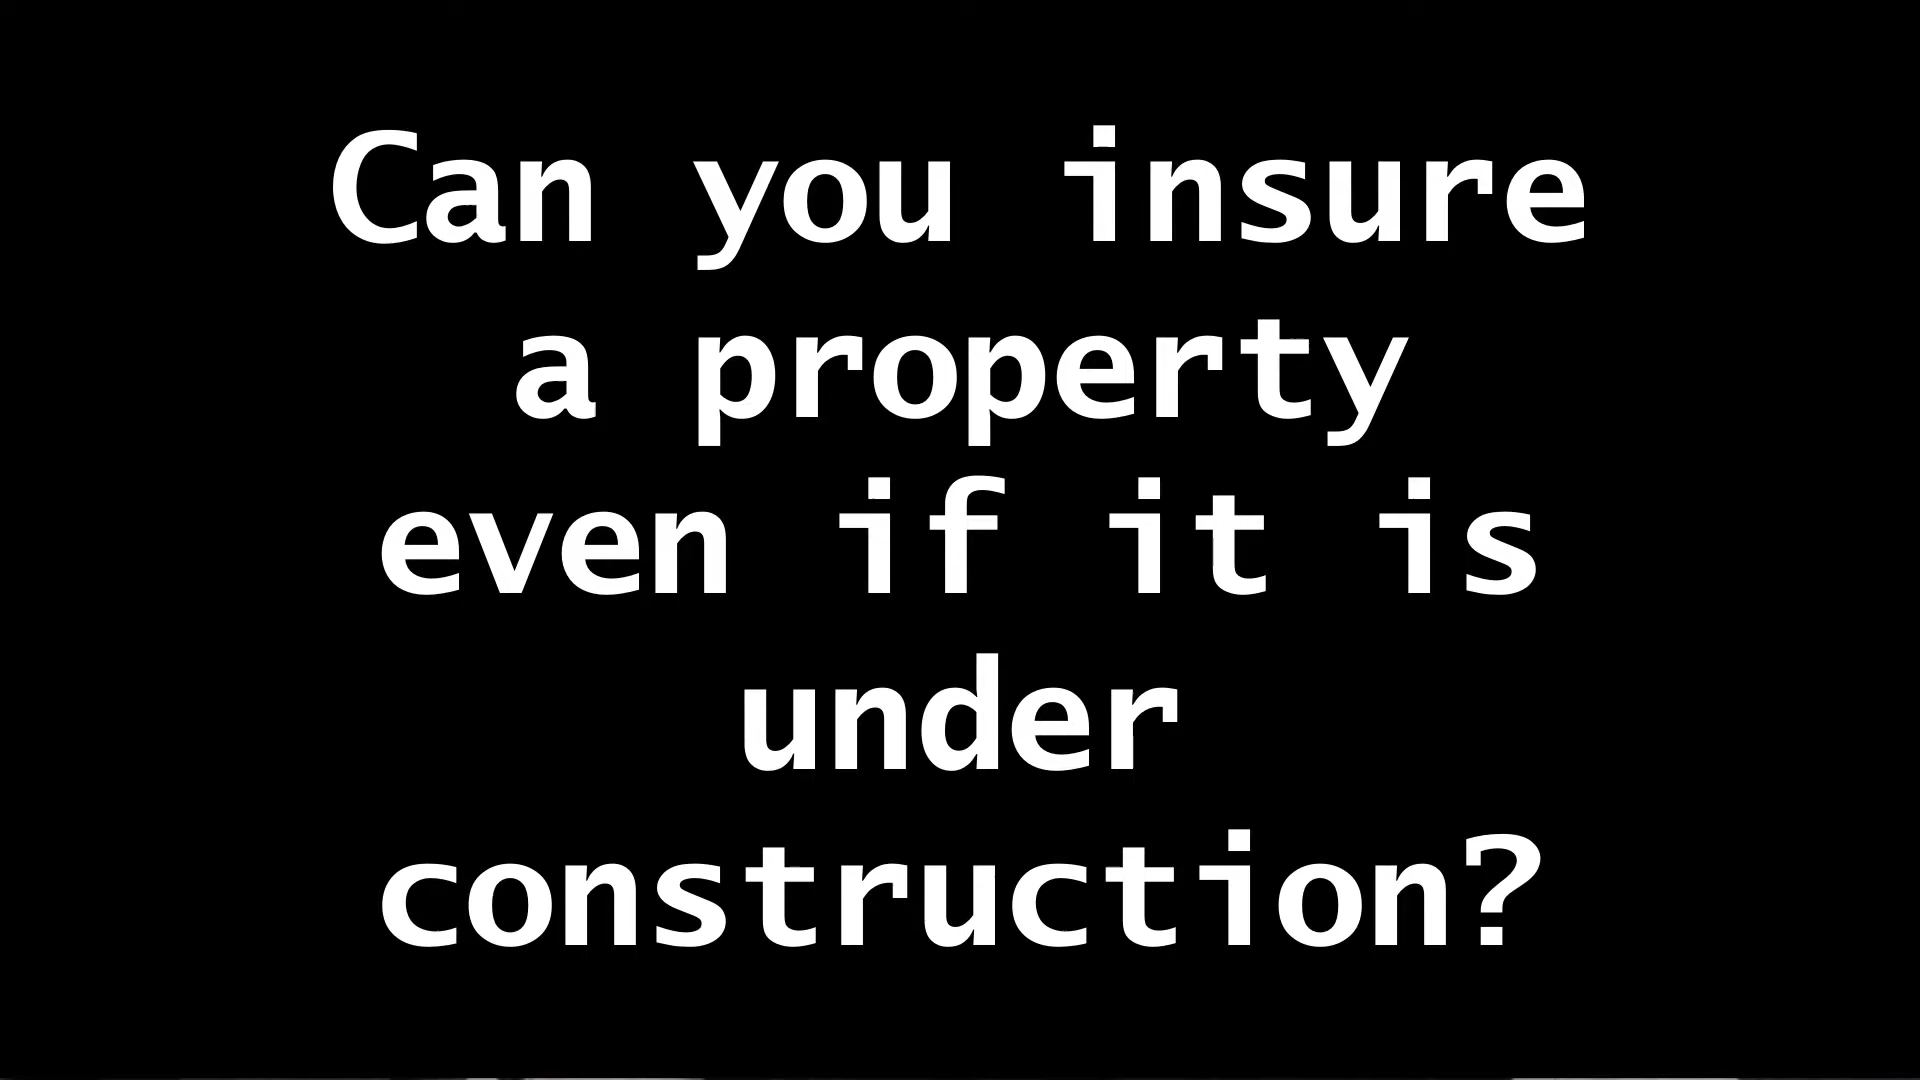 Can you insure
a property
even if it is
under
construction?